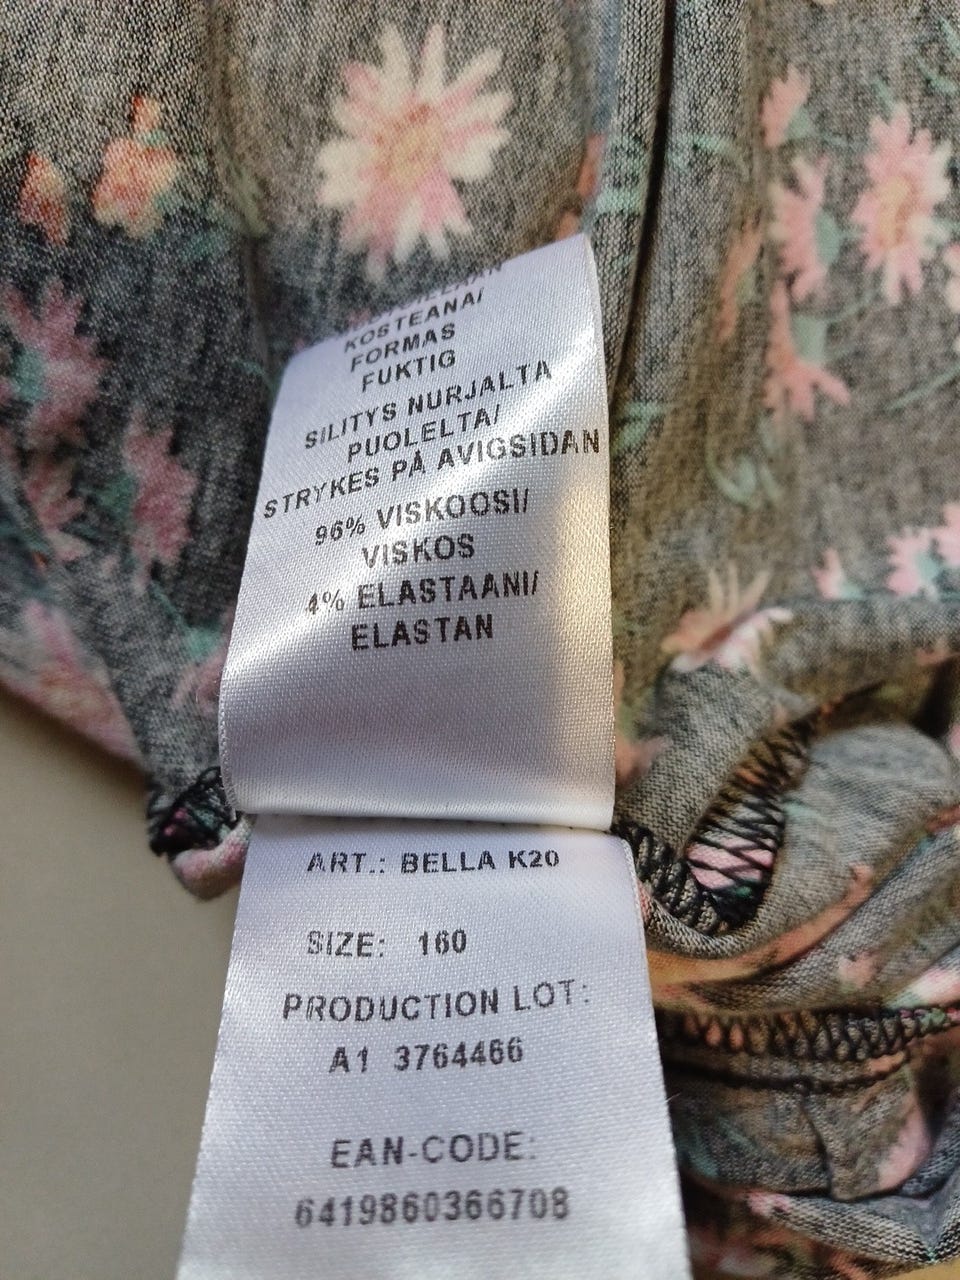 KOSTEANA/
FORMAS
FUKTIG
SILITYS NURJALTA
PUOLELTA/
STRYKES PÅ AVIGSIDAN
96% VISKOOSI/
VISKOS
4% ELASTAANI/
ELASTAN
ART.: BELLA K20
SIZE: 160
PRODUCTION LOT:
A1 3764466
EAN-CODE:
6419860366708